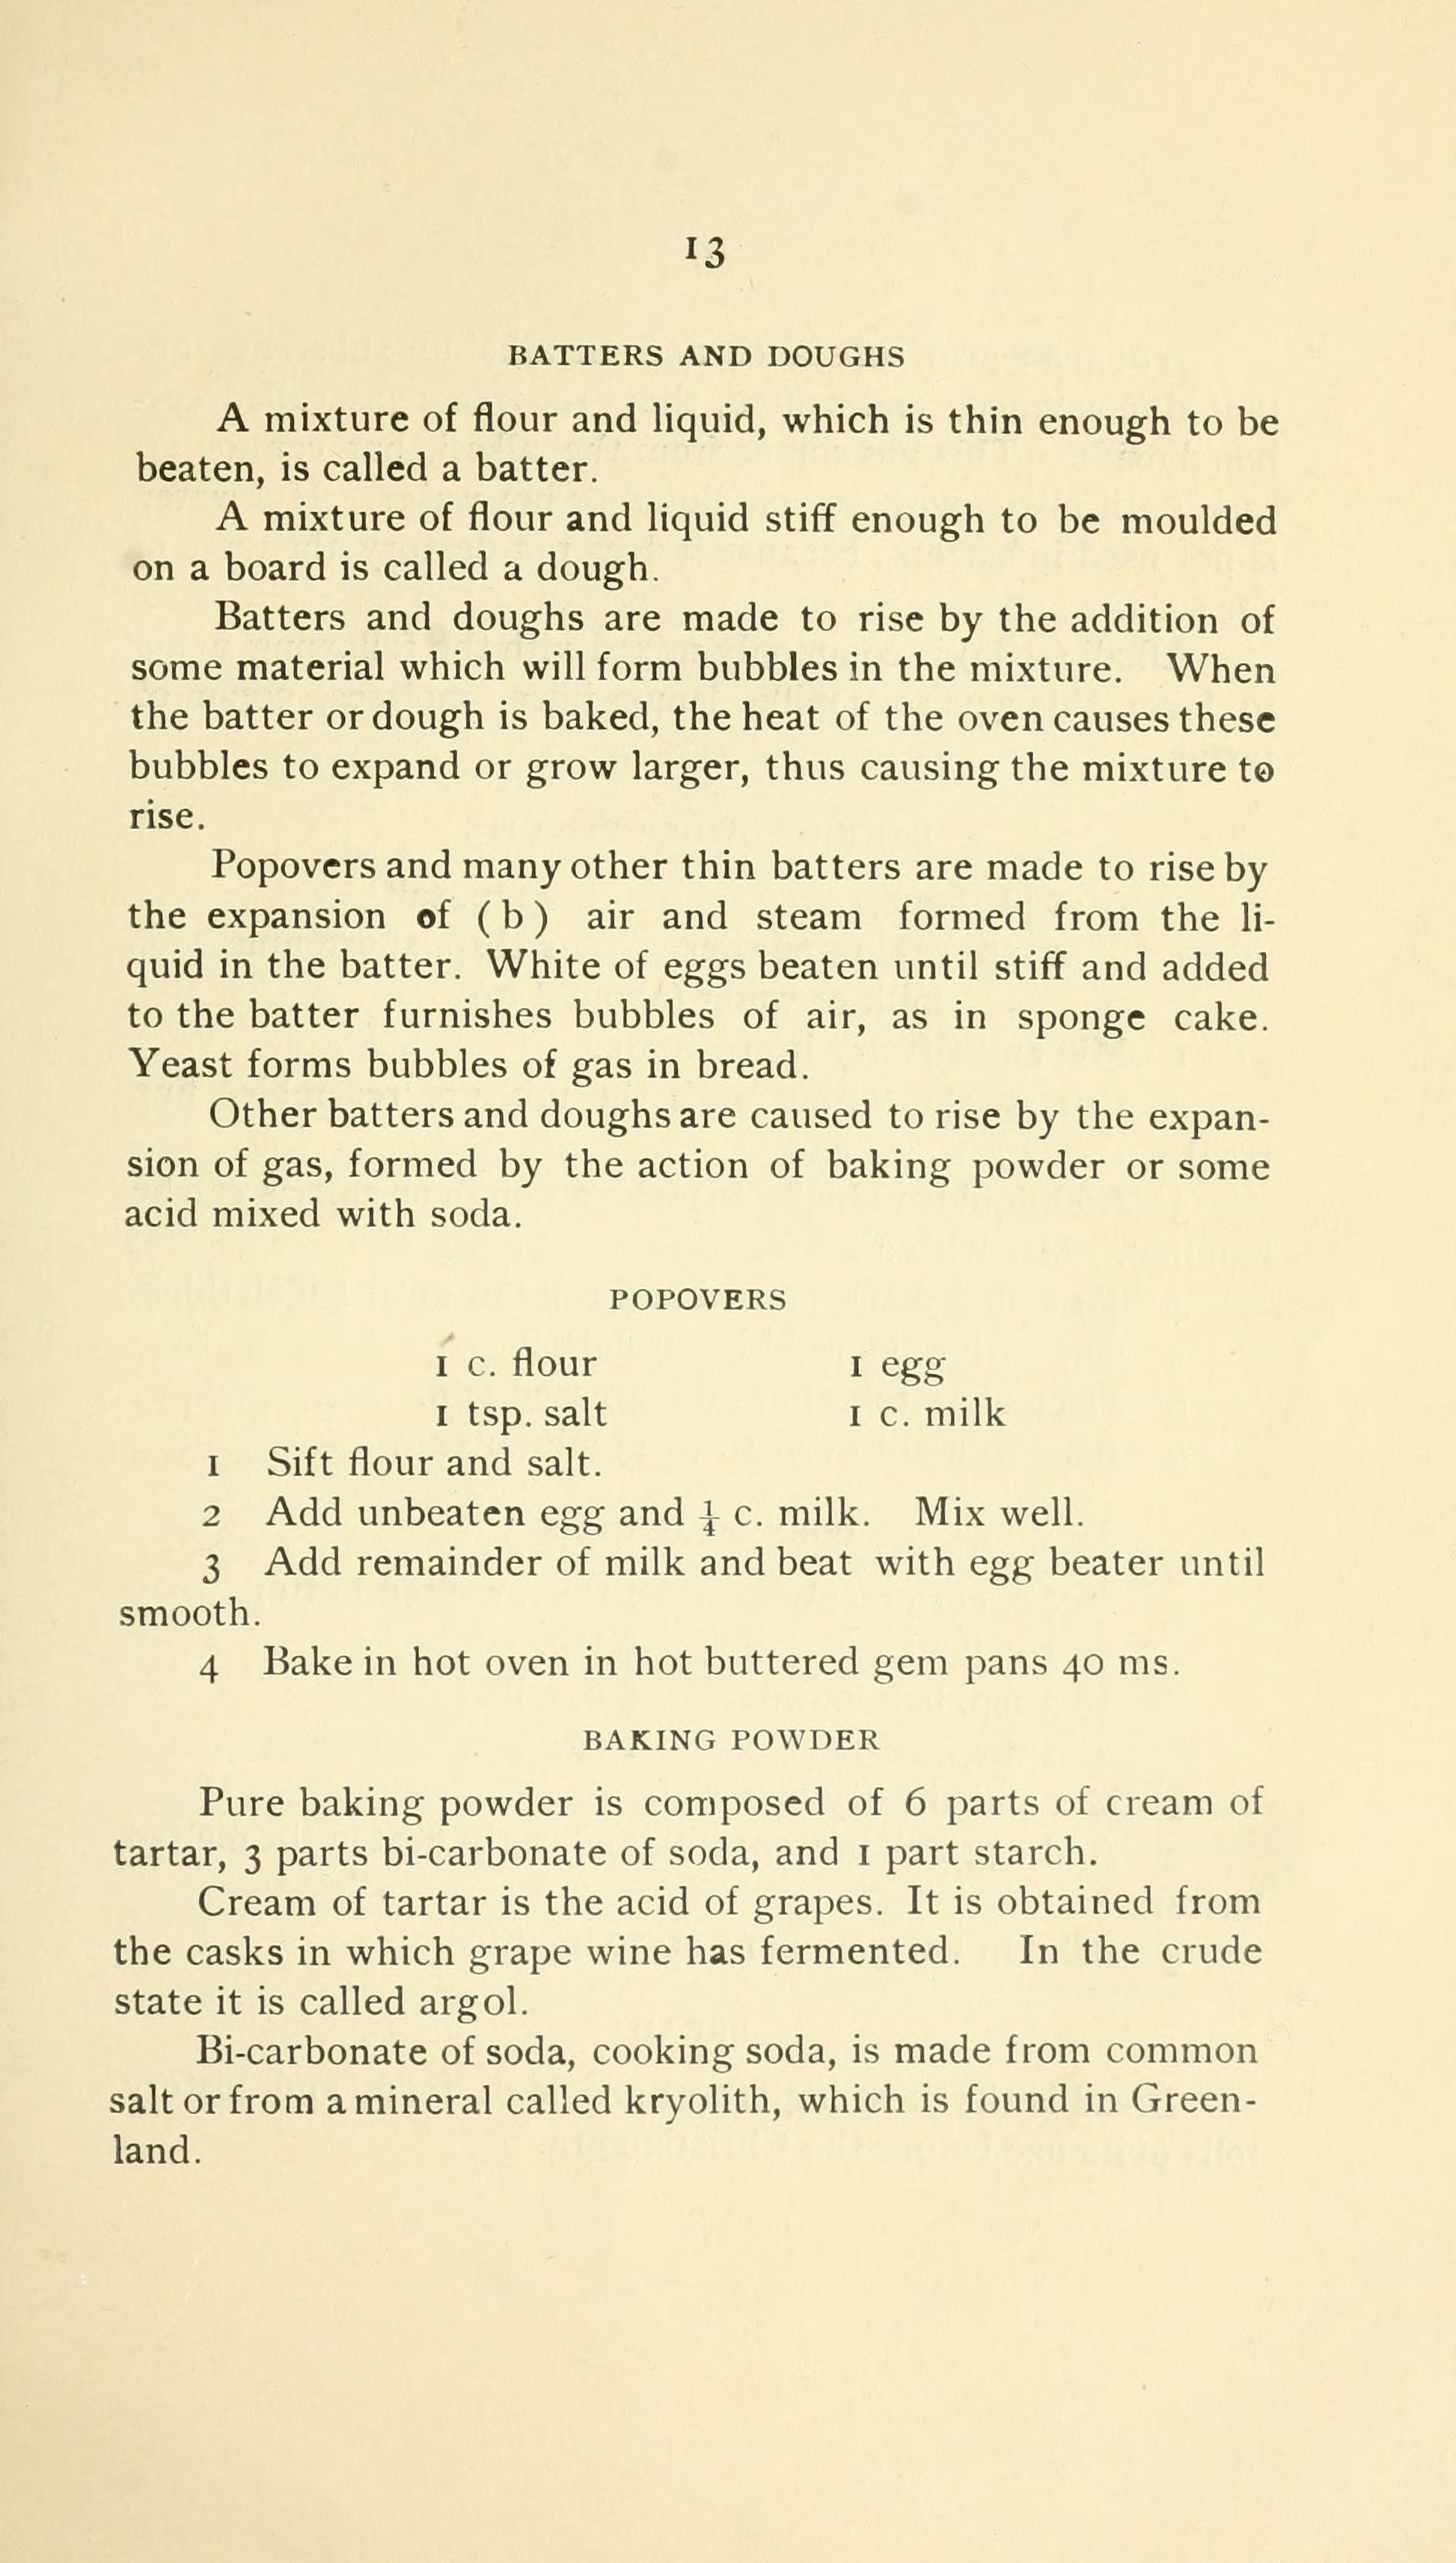 13
BATTERS AND DOUGHS
A mixture of flour and liquid, which is thin enough to be
beaten, is called a batter.
A mixture of flour and liquid stiff enough to be moulded
on a board is called a dough.
Batters and doughs are made to rise by the addition of
some material which will form bubbles in the mixture. When
the batter or dough is baked, the heat of the oven causes these
bubbles to expand or grow larger, thus causing the mixture to
rise.
Popovers and many other thin batters are made to rise by
the expansion of (b) air and steam formed from the li-
quid in the batter. White of eggs beaten until stiff and added
to the batter furnishes bubbles of air, as in sponge cake.
Yeast forms bubbles of gas in bread.
Other batters and doughs are caused to rise by the expan-
sion of gas, formed by the action of baking powder or some
acid mixed with soda.
POPOVERS
1 c. flour 1 egg
1 tsp. salt 1 c. milk
1 Sift flour and salt.
2 Add unbeaten egg and ¼ c. milk. Mix well.
3 Add remainder of milk and beat with egg beater until
smooth.
4 Bake in hot oven in hot buttered gem pans 40 ms.
BAKING POWDER
Pure baking powder is composed of 6 parts of cream of
tartar, 3 parts bi-carbonate of soda, and 1 part starch.
Cream of tartar is the acid of grapes. It is obtained from
the casks in which grape wine has fermented. In the crude
state it is called argol.
Bi-carbonate of soda, cooking soda, is made from common
salt or from a mineral called kryolith, which is found in Green-
land.